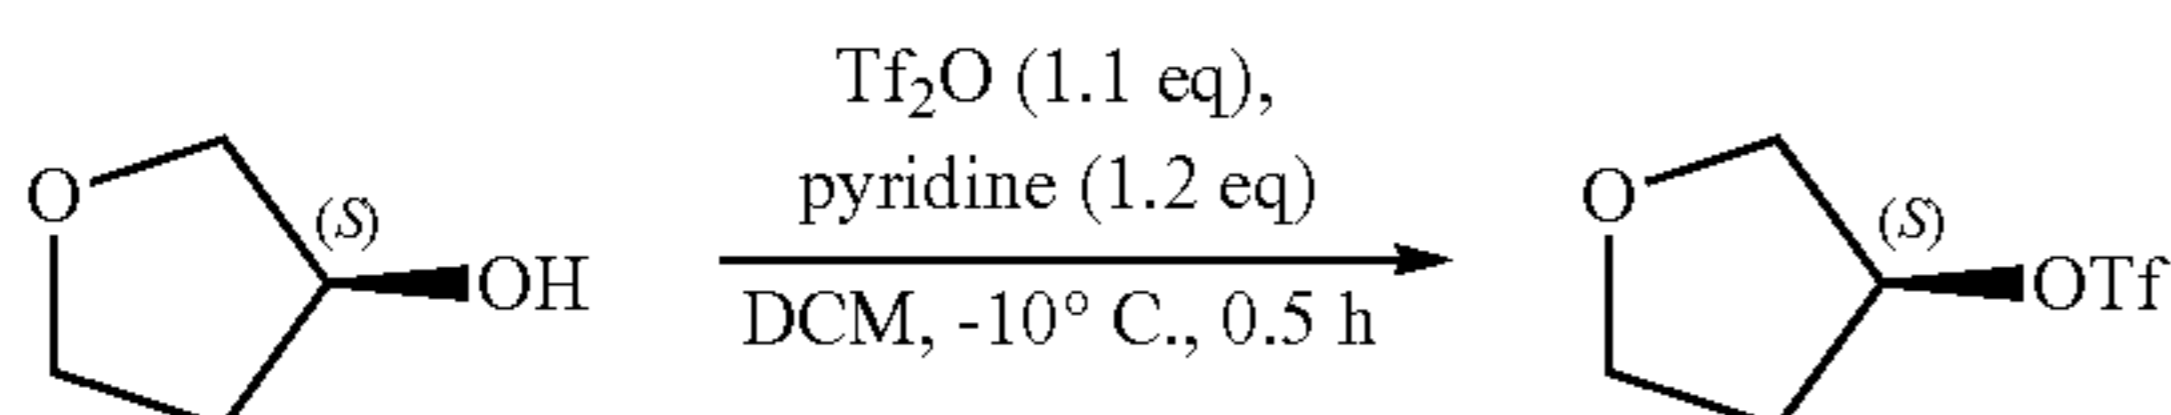 Tf₂O (1.1 eq),
pyridine (1.2 eq)
DCM, -10° C., 0.5 h
O
(S)
OH
O
(S)
OTf